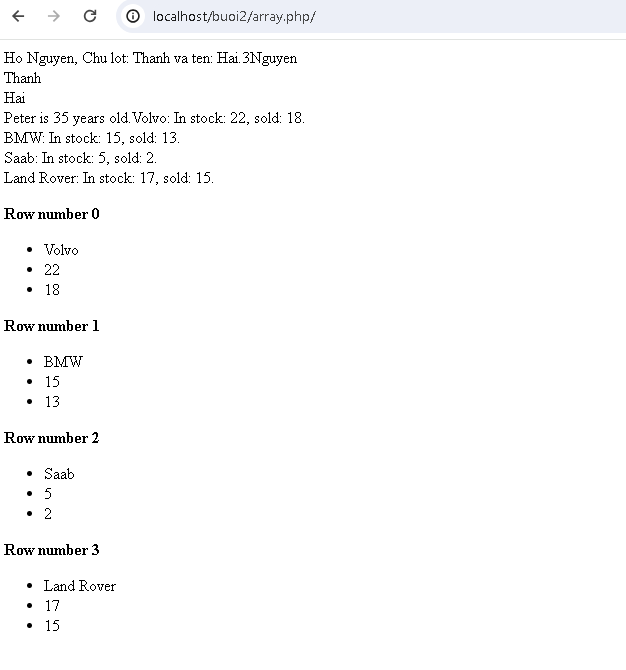 localhost/buoi2/array.php/
Ho Nguyen, Chu lot: Thanh va ten: Hai.3Nguyen
Thanh
Hai
Peter is 35 years old.Volvo: In stock: 22, sold: 18.
BMW: In stock: 15, sold: 13.
Saab: In stock: 5, sold: 2.
Land Rover: In stock: 17, sold: 15.
Row number 0
Volvo
22
18
Row number 1
BMW
15
13
Row number 2
Saab
5
2
Row number 3
Land Rover
17
15